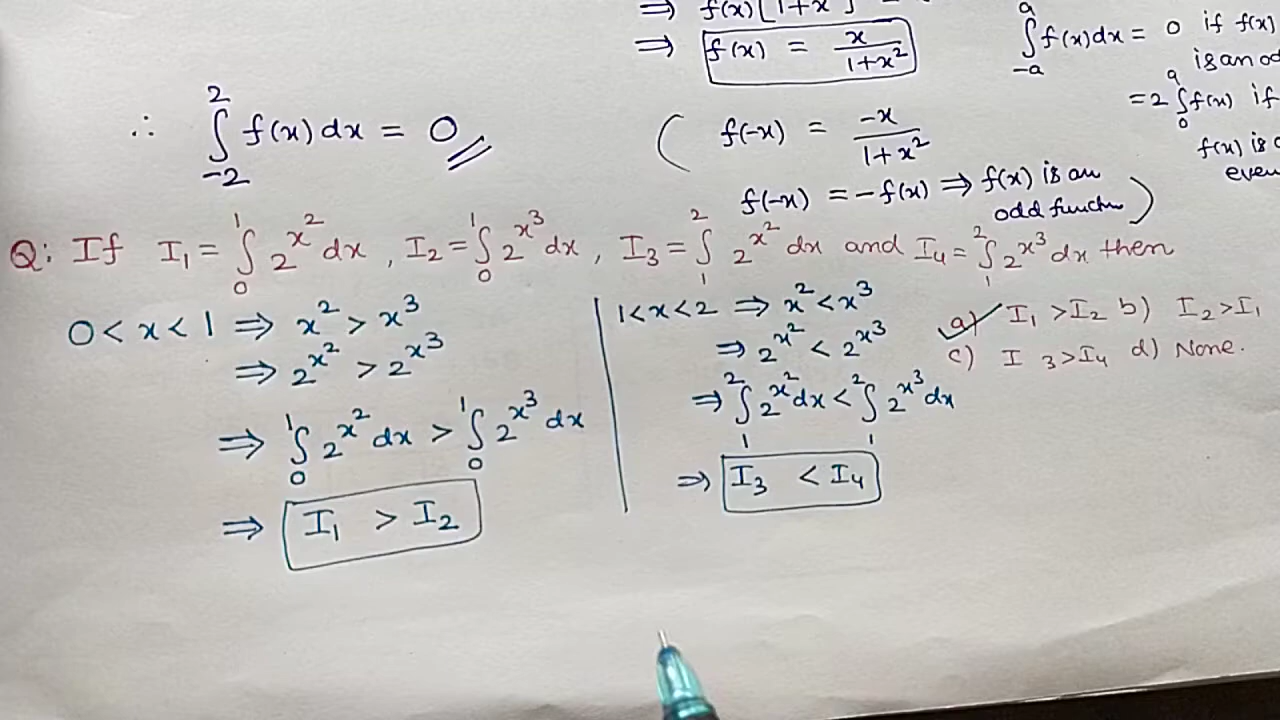 ⇒ f(x)[1+x
⇒ f(x) = x/(1+x²)
∫_{-a}^{a} f(x)dx = 0 if f(x)
is an od
= 2 ∫_0^a f(x) if
f(x) is
even
∴ ∫_{-2}^{2} f(x) dx = 0
( f(-x) = -x/(1+x²)
f(-x) = -f(x) ⇒ f(x) is an
odd functn )
Q: If I₁ = ∫_0^1 2^{x²} dx , I₂ = ∫_0^1 2^{x³} dx , I₃ = ∫_1^2 2^{x²} dx and I₄ = ∫_1^2 2^{x³} dx then
a) I₁ > I₂ b) I₂ > I₁
c) I ₃ > I₄ d) None.
0 < x < 1 ⇒ x² > x³
⇒ 2^{x²} > 2^{x³}
⇒ ∫_0^1 2^{x²} dx > ∫_0^1 2^{x³} dx
⇒ I₁ > I₂
1 < x < 2 ⇒ x² < x³
⇒ 2^{x²} < 2^{x³}
⇒ ∫_1^2 2^{x²} dx < ∫_1^2 2^{x³} dx
⇒ I₃ < I₄